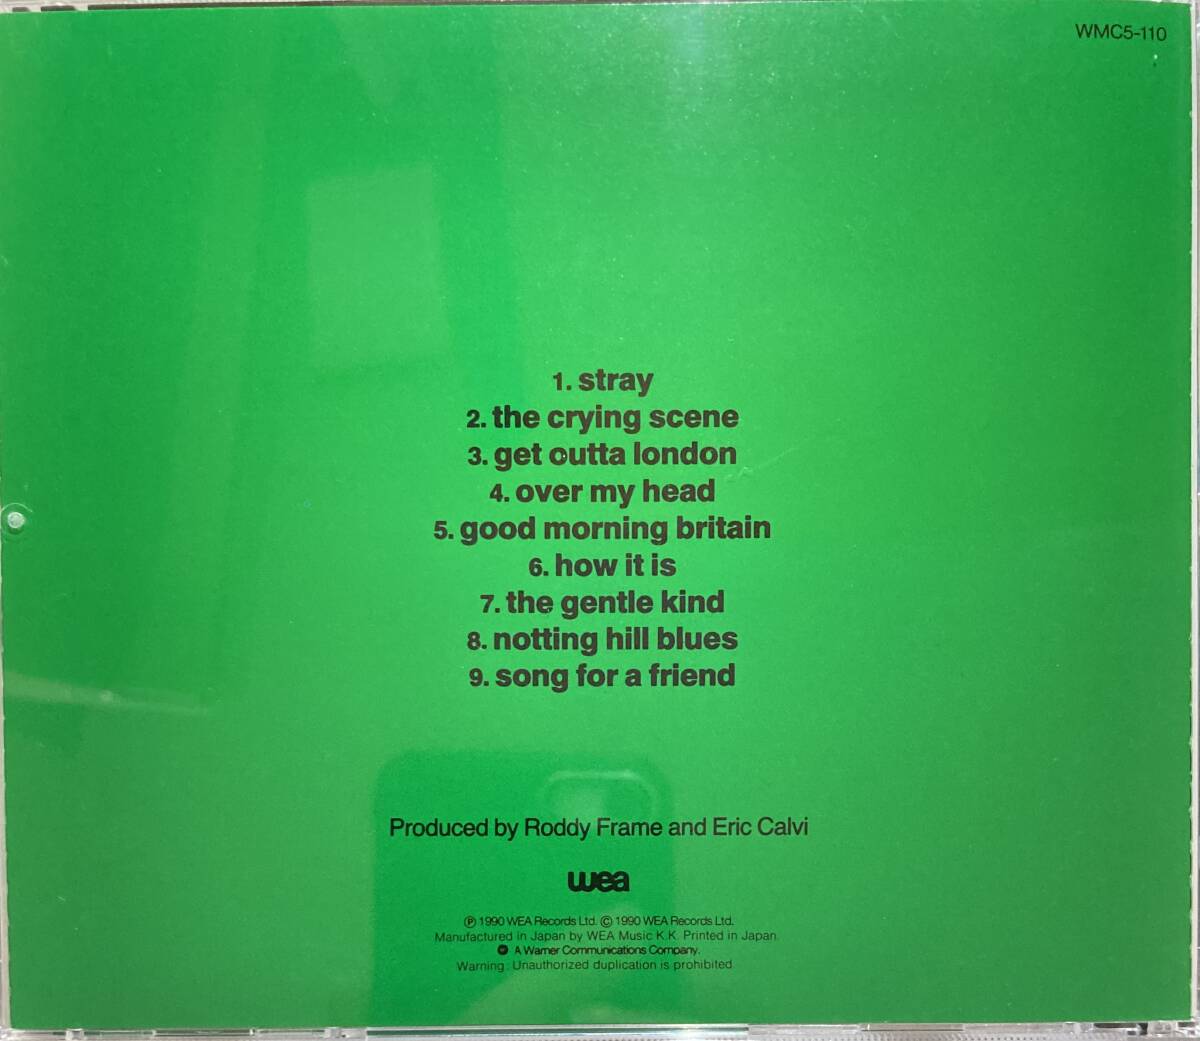 WMC5-110
1. stray
2. the crying scene
3. get outta london
4. over my head
5. good morning britain
6. how it is
7. the gentle kind
8. notting hill blues
9. song for a friend
Produced by Roddy Frame and Eric Calvi
wea
Ⓟ 1990 WEA Records Ltd. © 1990 WEA Records Ltd.
Manufactured in Japan by WEA Music K.K. Printed in Japan.
A Warner Communications Company.
Warning: Unauthorized duplication is prohibited